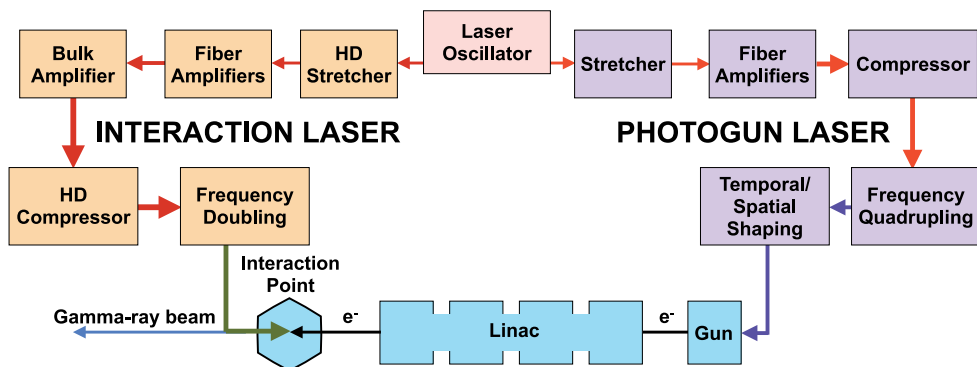 Laser
Oscillator
Bulk
Amplifier
Fiber
Amplifiers
HD
Stretcher
Stretcher
Fiber
Amplifiers
Compressor
INTERACTION LASER
PHOTOGUN LASER
HD
Compressor
Frequency
Doubling
Temporal/
Spatial
Shaping
Frequency
Quadrupling
Interaction
Point
Gamma-ray beam
e-
Linac
e-
Gun